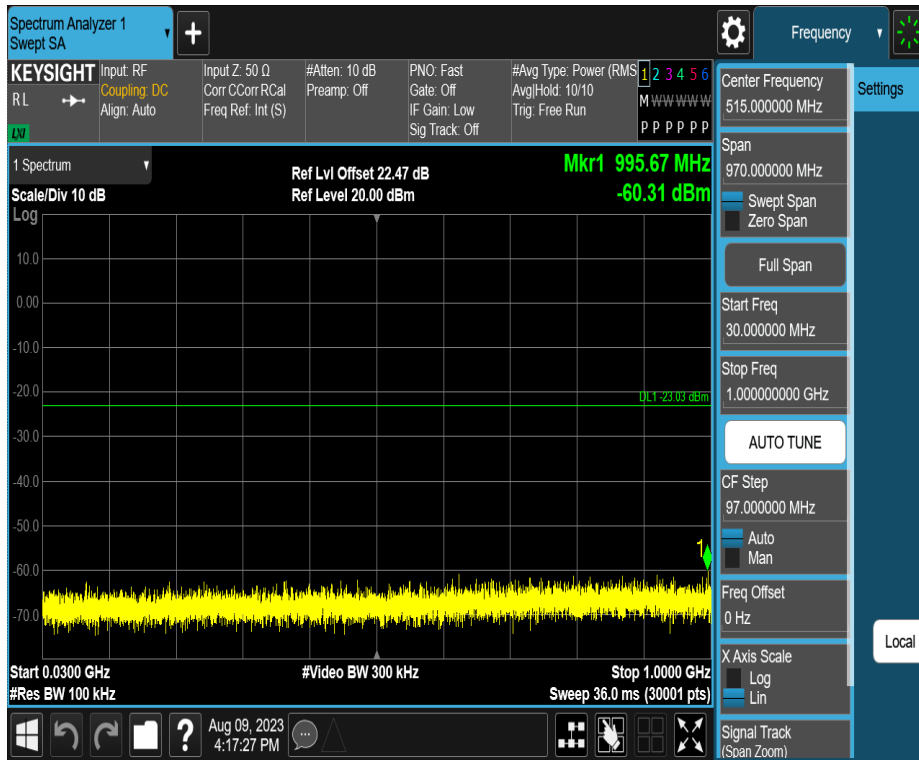 Spectrum Analyzer 1
Swept SA
+
Frequency
KEYSIGHT
R L
LXI
Input: RF
Coupling: DC
Align: Auto
Input Z: 50 Ω
Corr CCorr RCal
Freq Ref: Int (S)
#Atten: 10 dB
Preamp: Off
PNO: Fast
Gate: Off
IF Gain: Low
Sig Track: Off
#Avg Type: Power (RMS
Avg|Hold: 10/10
Trig: Free Run
1 2 3 4 5 6
M W W W W W
P P P P P P
1 Spectrum
Scale/Div 10 dB
Log
Ref Lvl Offset 22.47 dB
Ref Level 20.00 dBm
Mkr1 995.67 MHz
-60.31 dBm
10.0
0.00
-10.0
-20.0
DL1 -23.03 dBm
-30.0
-40.0
-50.0
1
-60.0
-70.0
Start 0.0300 GHz
#Res BW 100 kHz
#Video BW 300 kHz
Stop 1.0000 GHz
Sweep 36.0 ms (30001 pts)
?
Aug 09, 2023
4:17:27 PM
Center Frequency
515.000000 MHz
Span
970.000000 MHz
Swept Span
Zero Span
Full Span
Start Freq
30.000000 MHz
Stop Freq
1.000000000 GHz
AUTO TUNE
CF Step
97.000000 MHz
Auto
Man
Freq Offset
0 Hz
X Axis Scale
Log
Lin
Signal Track
(Span Zoom)
Settings
Local